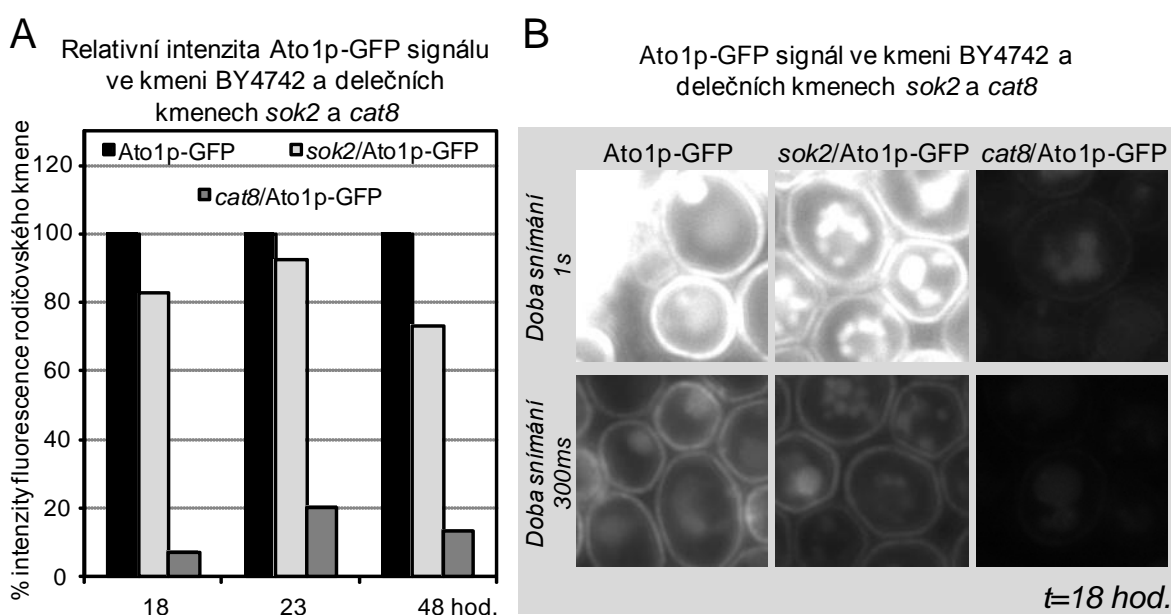 A
Relativní intenzita Ato1p-GFP signálu
ve kmeni BY4742 a delečních
kmenech sok2 a cat8
% intenzity fluorescence rodičovského kmene
120
100
80
60
40
20
0
Ato1p-GFP
sok2/Ato1p-GFP
cat8/Ato1p-GFP
18
23
48 hod.
B
Ato1p-GFP signál ve kmeni BY4742 a
delečních kmenech sok2 a cat8
Ato1p-GFP
sok2/Ato1p-GFP
cat8/Ato1p-GFP
Doba snímání
1s
Doba snímání
300ms
t=18 hod.